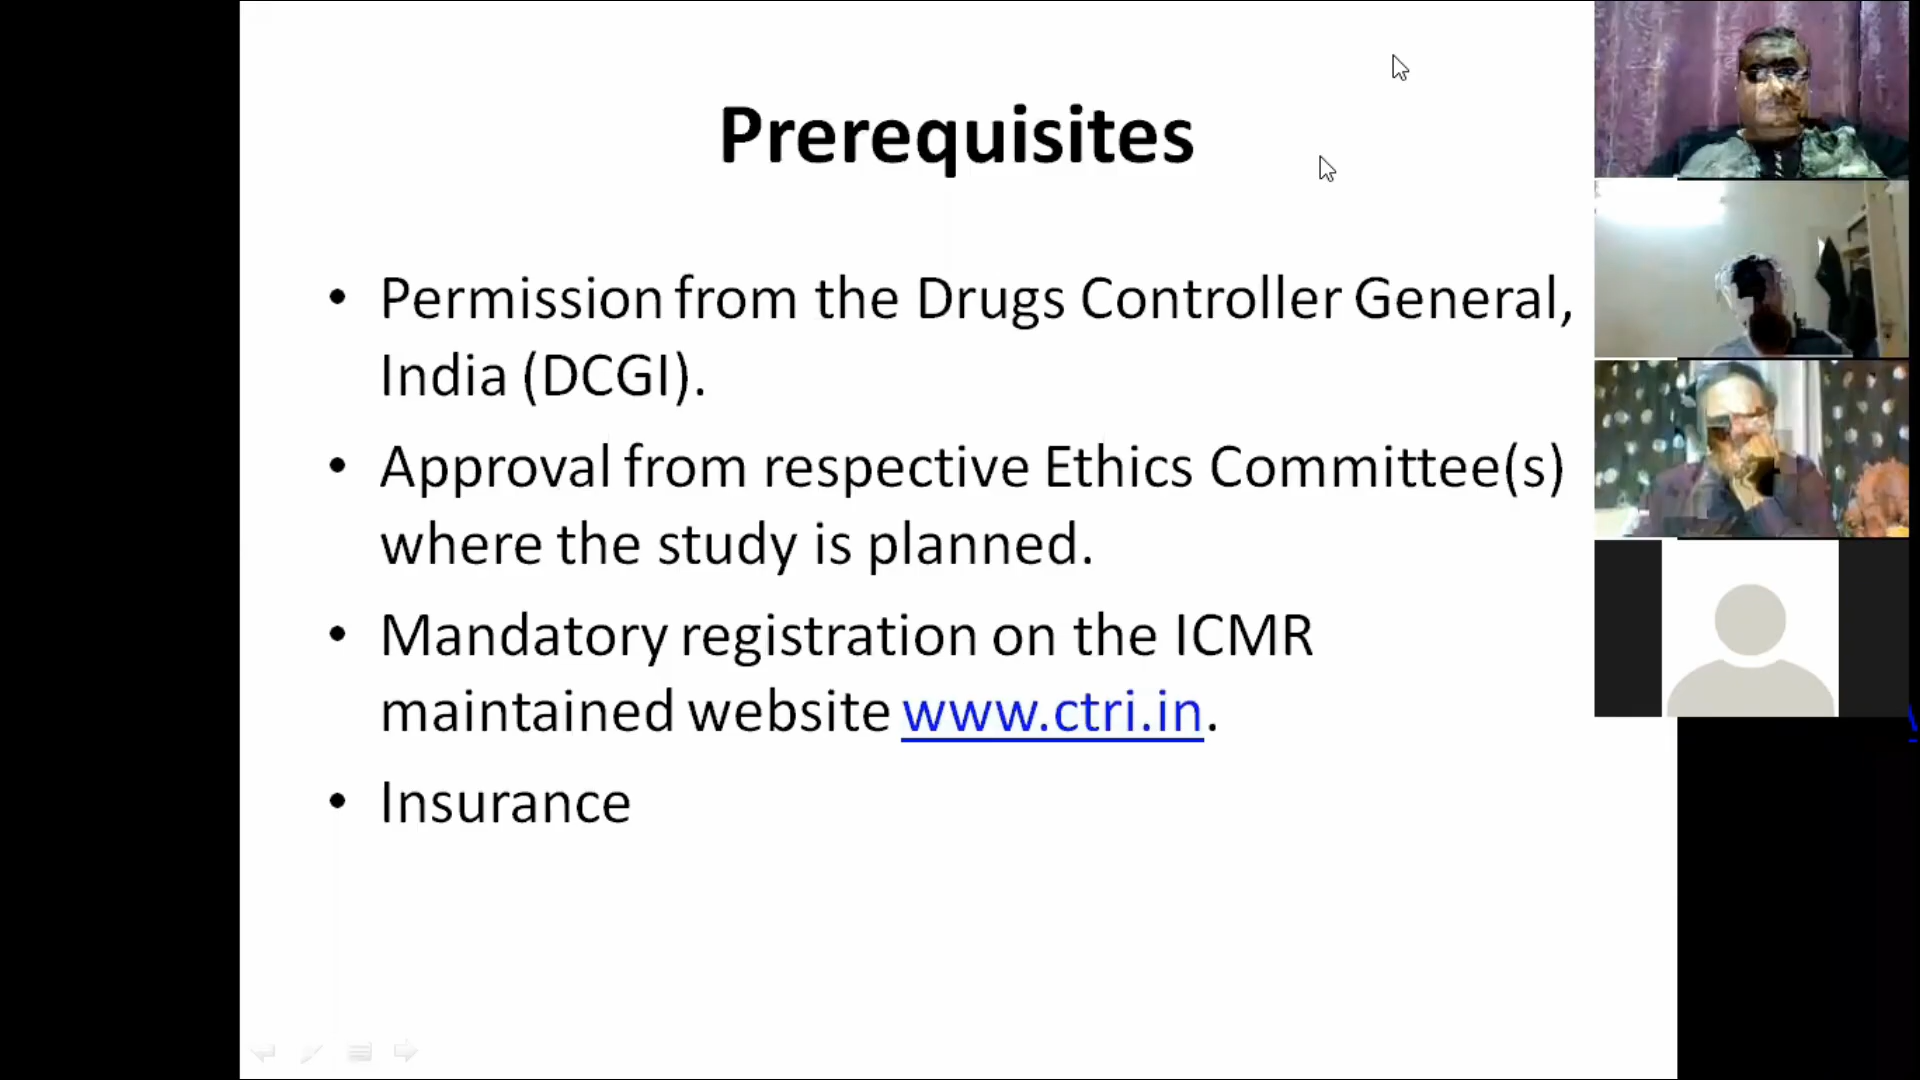 Prerequisites
• Permission from the Drugs Controller General,
India (DCGI).
• Approval from respective Ethics Committee(s)
where the study is planned.
• Mandatory registration on the ICMR
maintained website www.ctri.in.
• Insurance